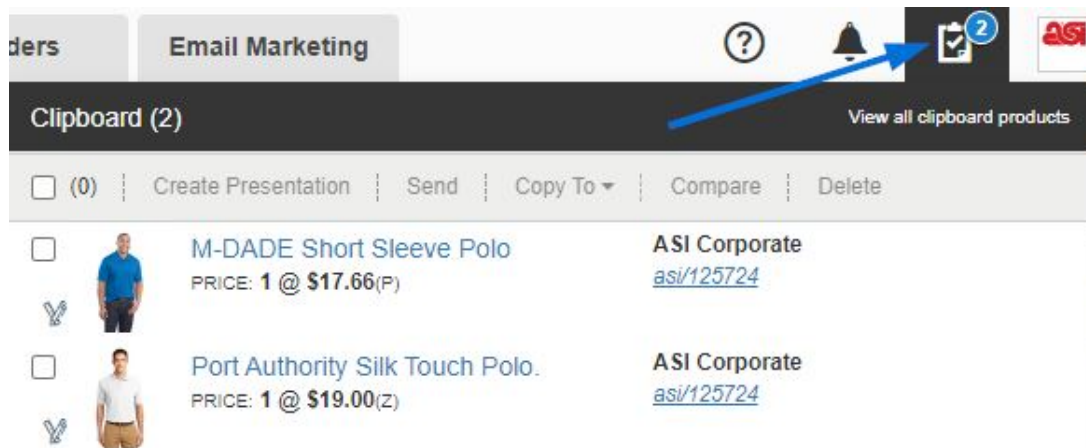 ders
Email Marketing
2
asi
Clipboard (2)
View all clipboard products
(0)
Create Presentation
Send
Copy To
Compare
Delete
M-DADE Short Sleeve Polo
ASI Corporate
PRICE: 1 @ $17.66(P)
asi/125724
Port Authority Silk Touch Polo.
ASI Corporate
PRICE: 1 @ $19.00(Z)
asi/125724